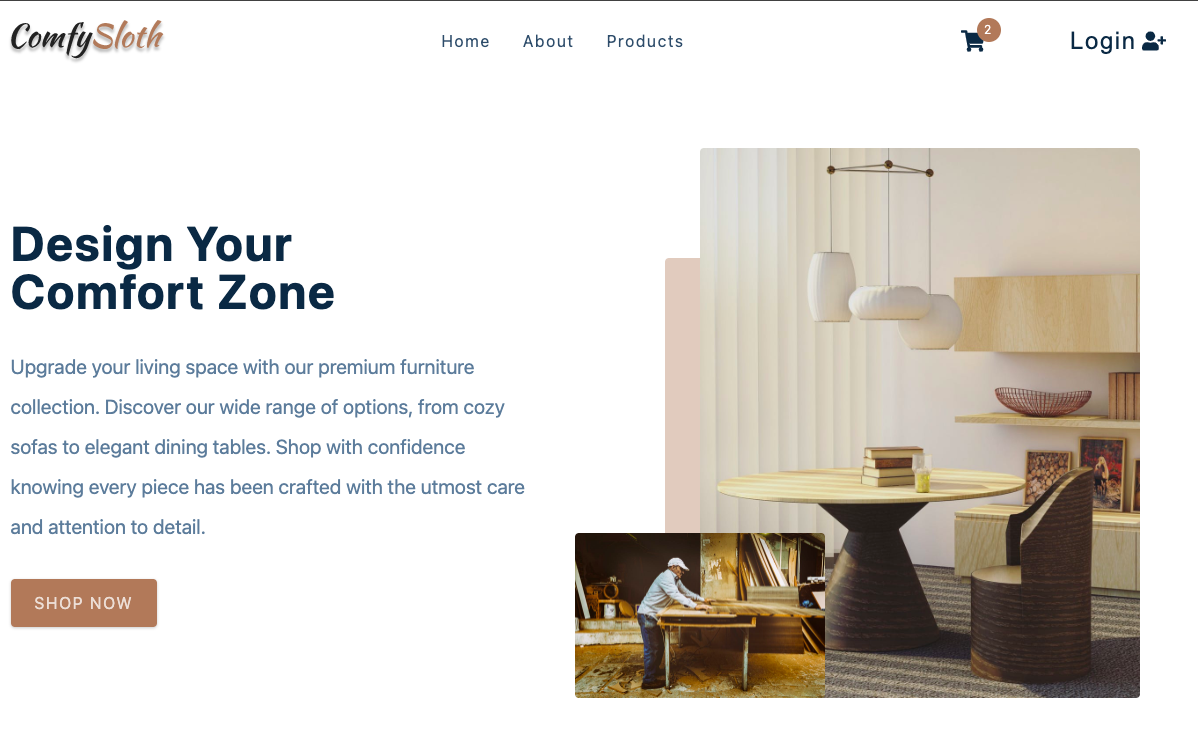 ComfySloth
Home About Products
2
Login
Design Your
Comfort Zone
Upgrade your living space with our premium furniture
collection. Discover our wide range of options, from cozy
sofas to elegant dining tables. Shop with confidence
knowing every piece has been crafted with the utmost care
and attention to detail.
SHOP NOW